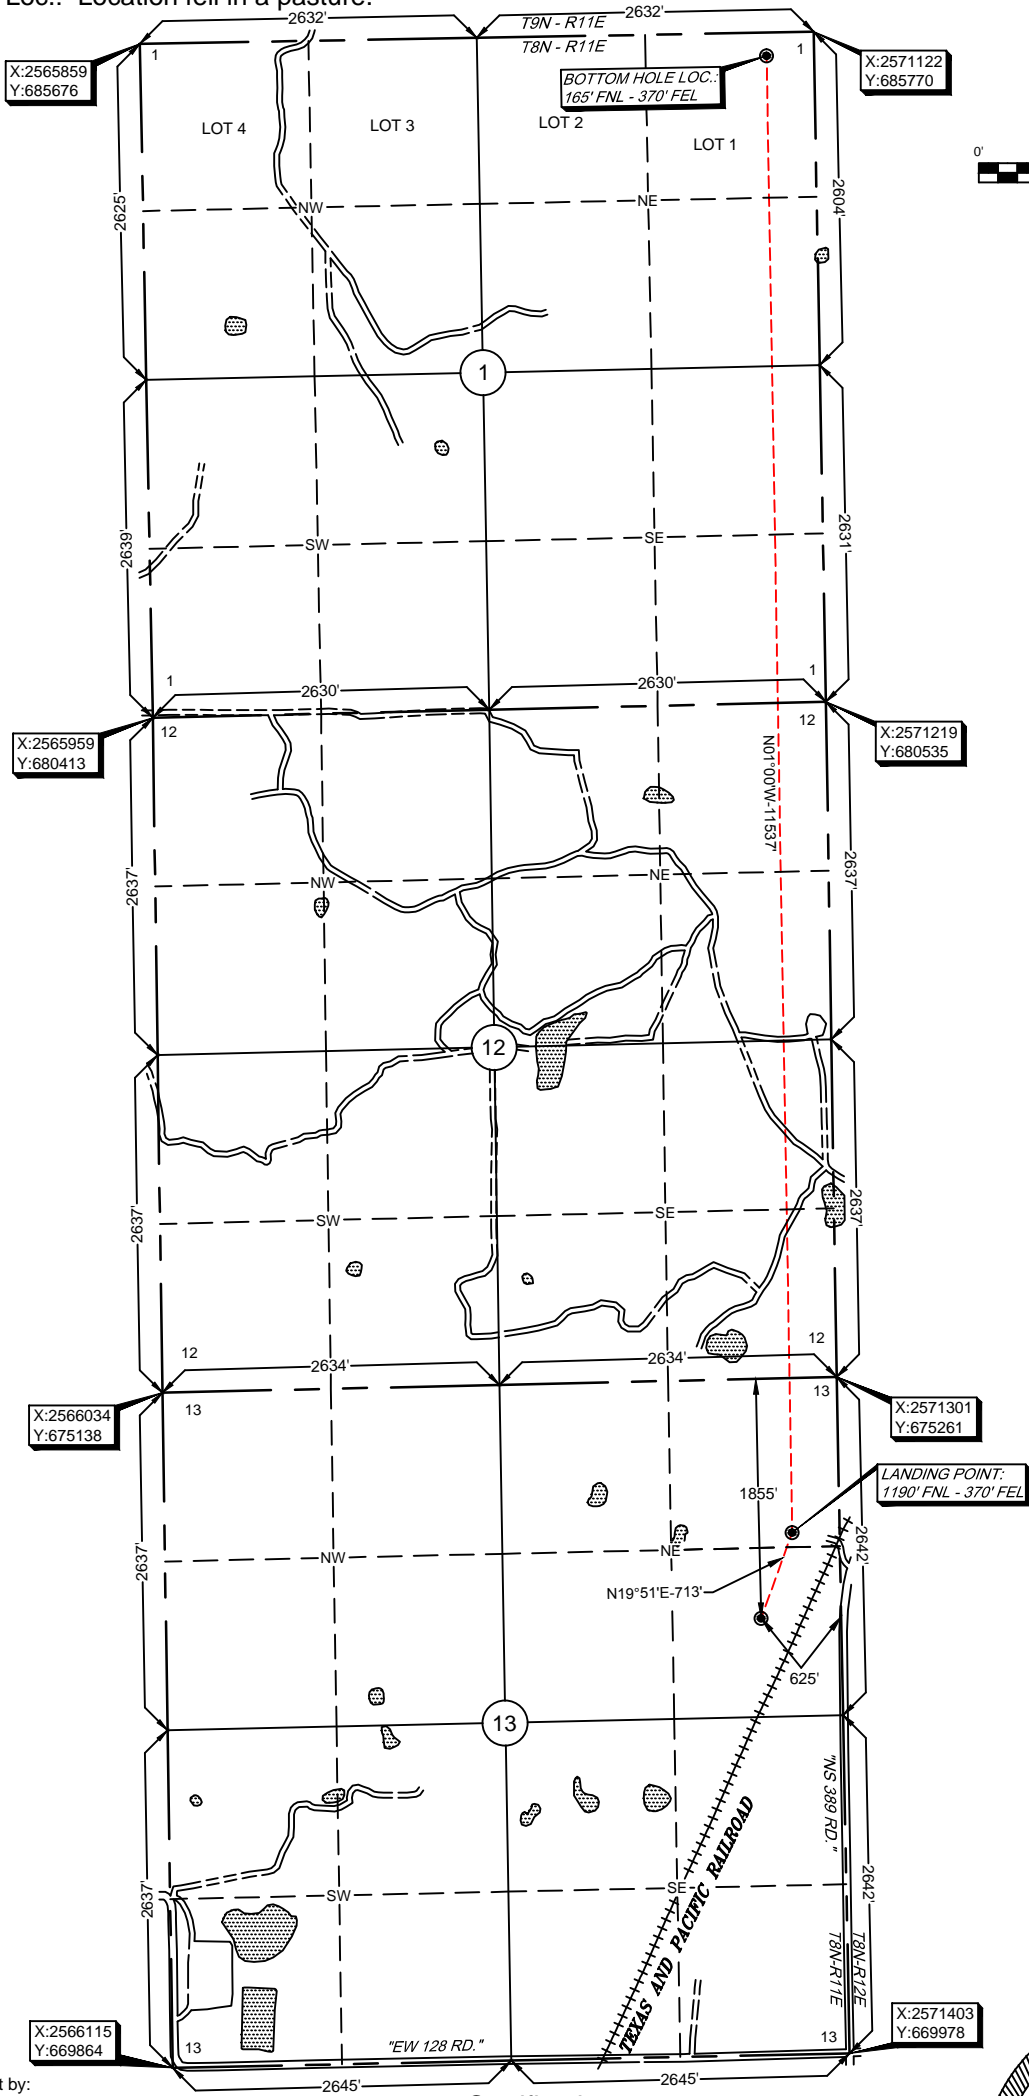 Loc.: Location fell in a pasture.
2632'
2632'
T9N - R11E
T8N - R11E
1
1
X:2565859
Y:685676
X:2571122
Y:685770
BOTTOM HOLE LOC.:
165' FNL - 370' FEL
LOT 4
LOT 3
LOT 2
LOT 1
0'
2625'
2604'
NW
NE
1
2639'
2631'
SW
SE
1
1
2630'
2630'
12
12
X:2565959
Y:680413
X:2571219
Y:680535
N01°00'W-11537'
2637'
2637'
NW
NE
12
2637'
2637'
SW
SE
12
12
2634'
2634'
13
13
X:2566034
Y:675138
X:2571301
Y:675261
LANDING POINT:
1190' FNL - 370' FEL
1855'
2637'
2642'
NW
NE
N19°51'E-713'
625'
13
"NS 389 RD."
TEXAS AND PACIFIC RAILROAD
2637'
2642'
SW
SE
T8N-R11E
T8N-R12E
X:2566115
Y:669864
X:2571403
Y:669978
13
13
"EW 128 RD."
2645'
2645'
t by: